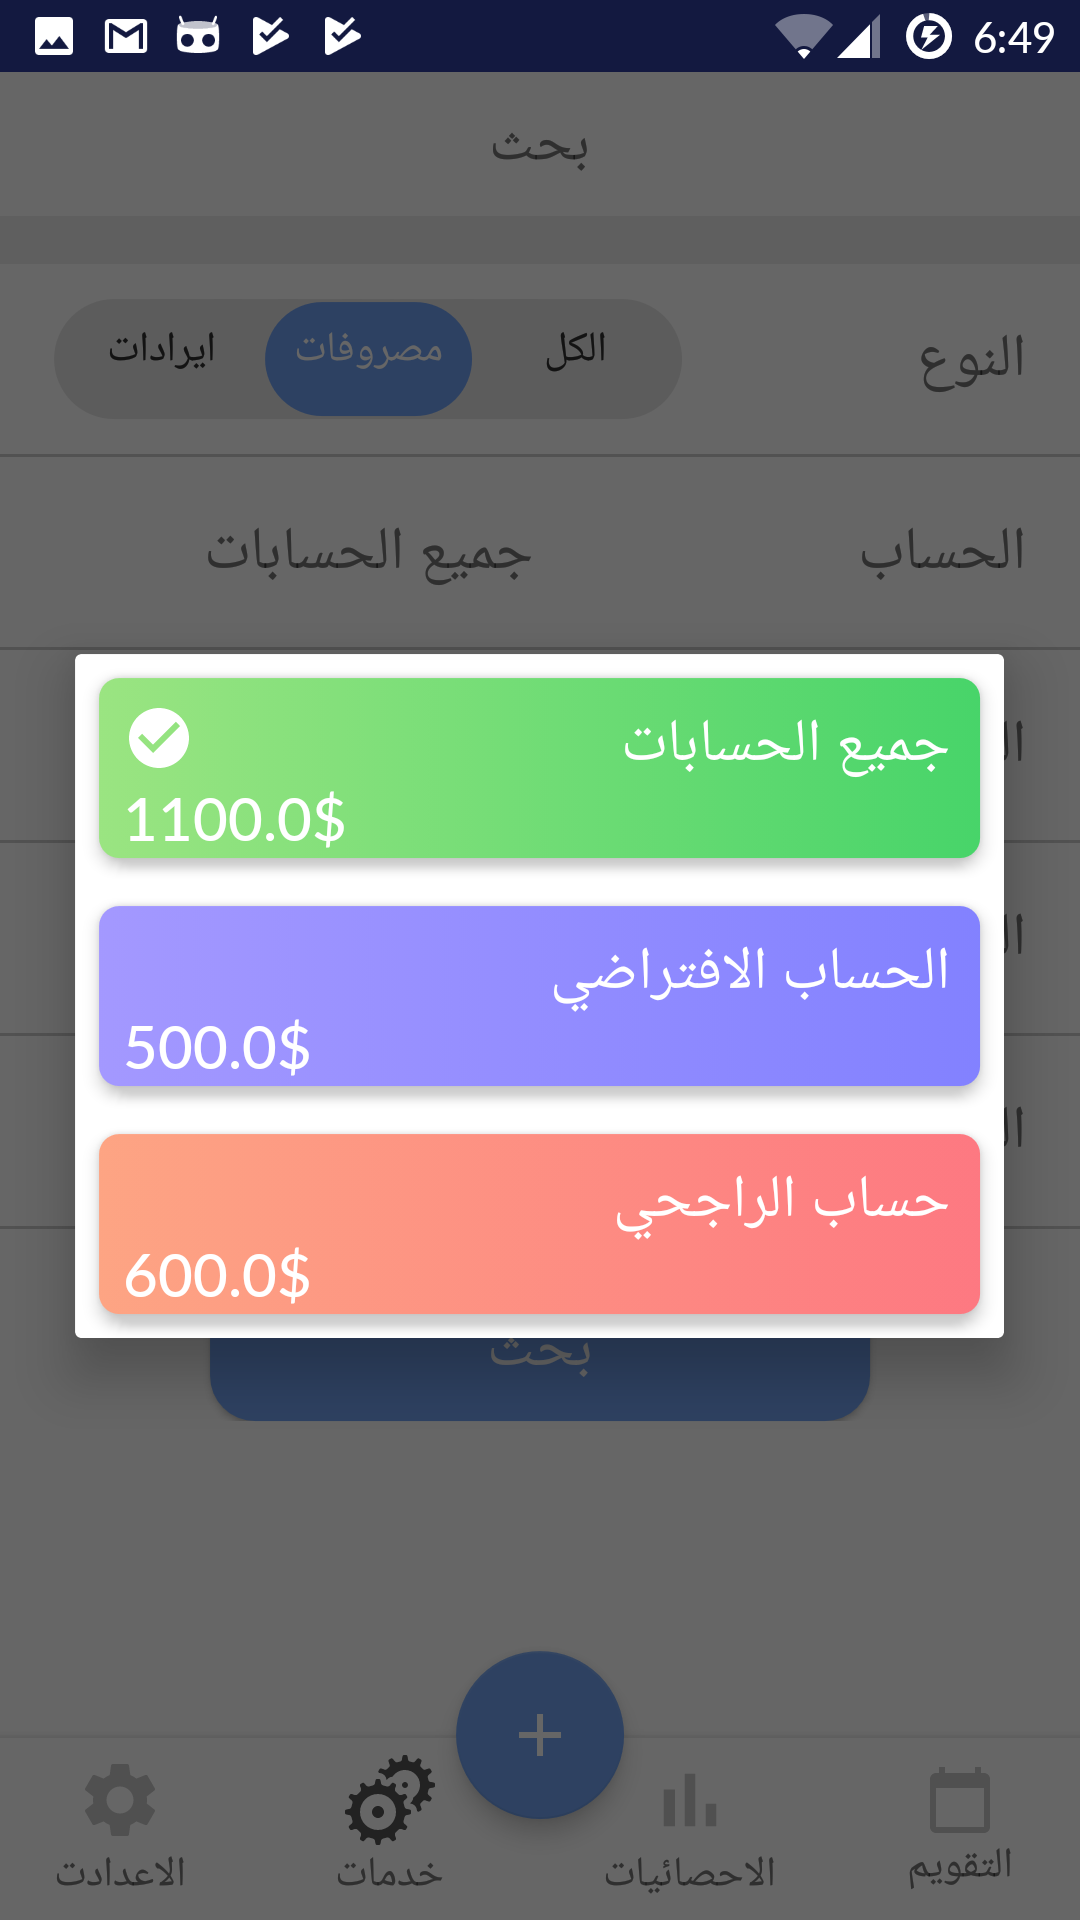 6:49
بحث
النوع
الكل
مصروفات
ايرادات
الحساب
جميع الحسابات
جميع الحسابات
1100.0$
الحساب الافتراضي
500.0$
حساب الراجحي
600.0$
بحث
التقويم
الاحصائيات
خدمات
الاعدادت